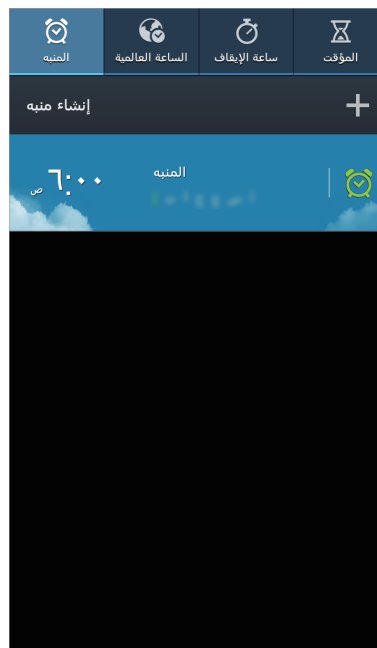 المؤقت
ساعة الإيقاف
الساعة العالمية
المنبه
إنشاء منبه
المنبه
٦:٠٠ ص